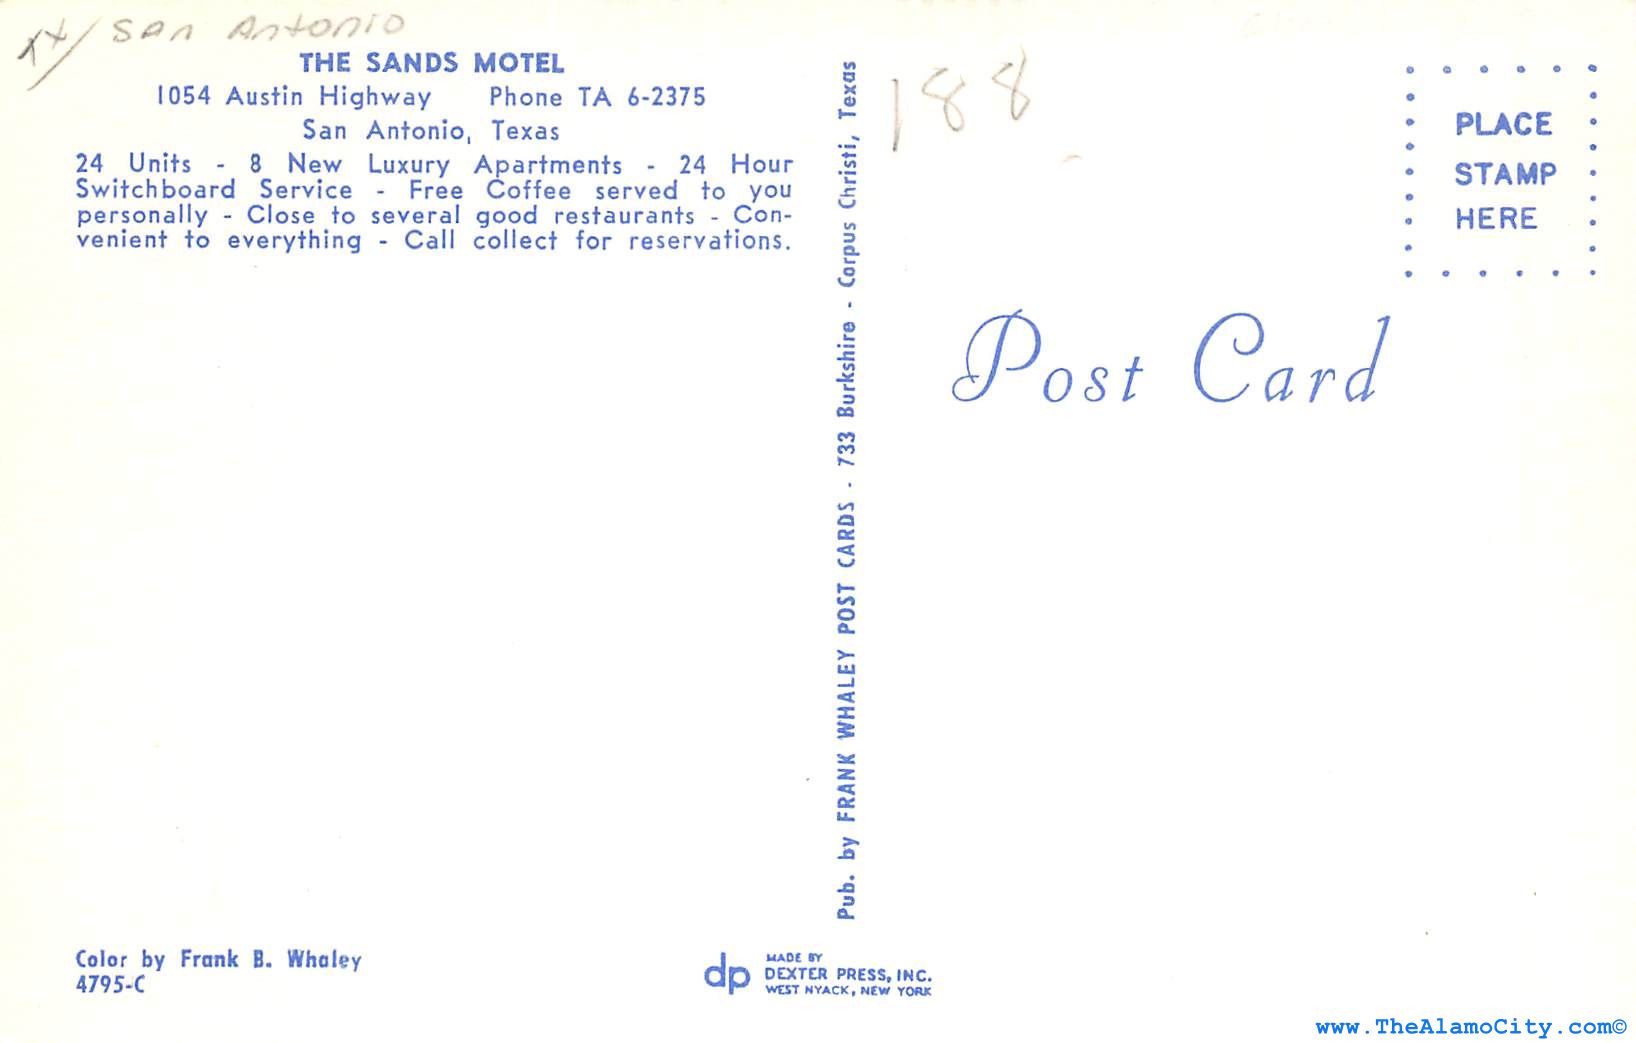 tx/ San Antonio
THE SANDS MOTEL
1054 Austin Highway Phone TA 6-2375
San Antonio, Texas
24 Units - 8 New Luxury Apartments - 24 Hour
Switchboard Service - Free Coffee served to you
personally - Close to several good restaurants - Con-
venient to everything - Call collect for reservations.
Color by Frank B. Whaley
4795-C
Pub. by FRANK WHALEY POST CARDS - 733 Burkshire - Corpus Christi, Texas
dp
MADE BY
DEXTER PRESS, INC.
WEST NYACK, NEW YORK
188
PLACE
STAMP
HERE
Post Card
www.TheAlamoCity.com©